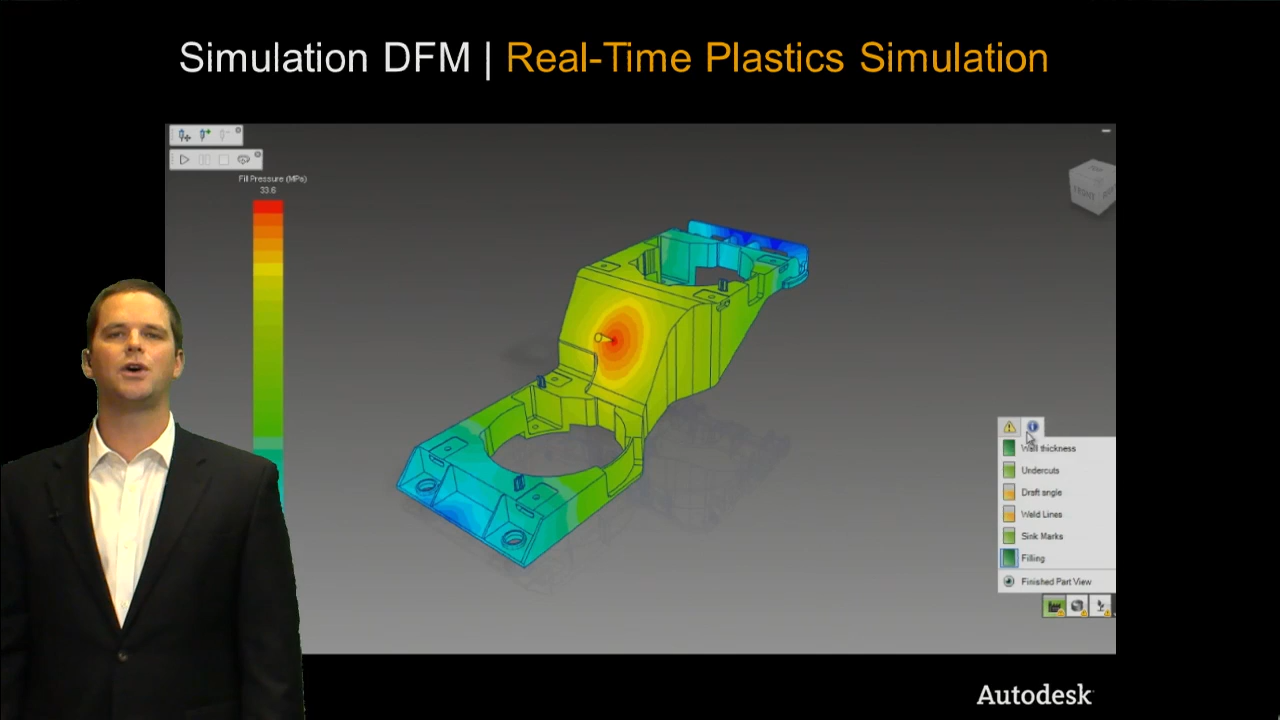 Simulation DFM | Real-Time Plastics Simulation
Fill Pressure (MPa)
33.6
FRONT
Wall thickness
Undercuts
Draft angle
Weld Lines
Sink Marks
Filling
Finished Part View
Autodesk